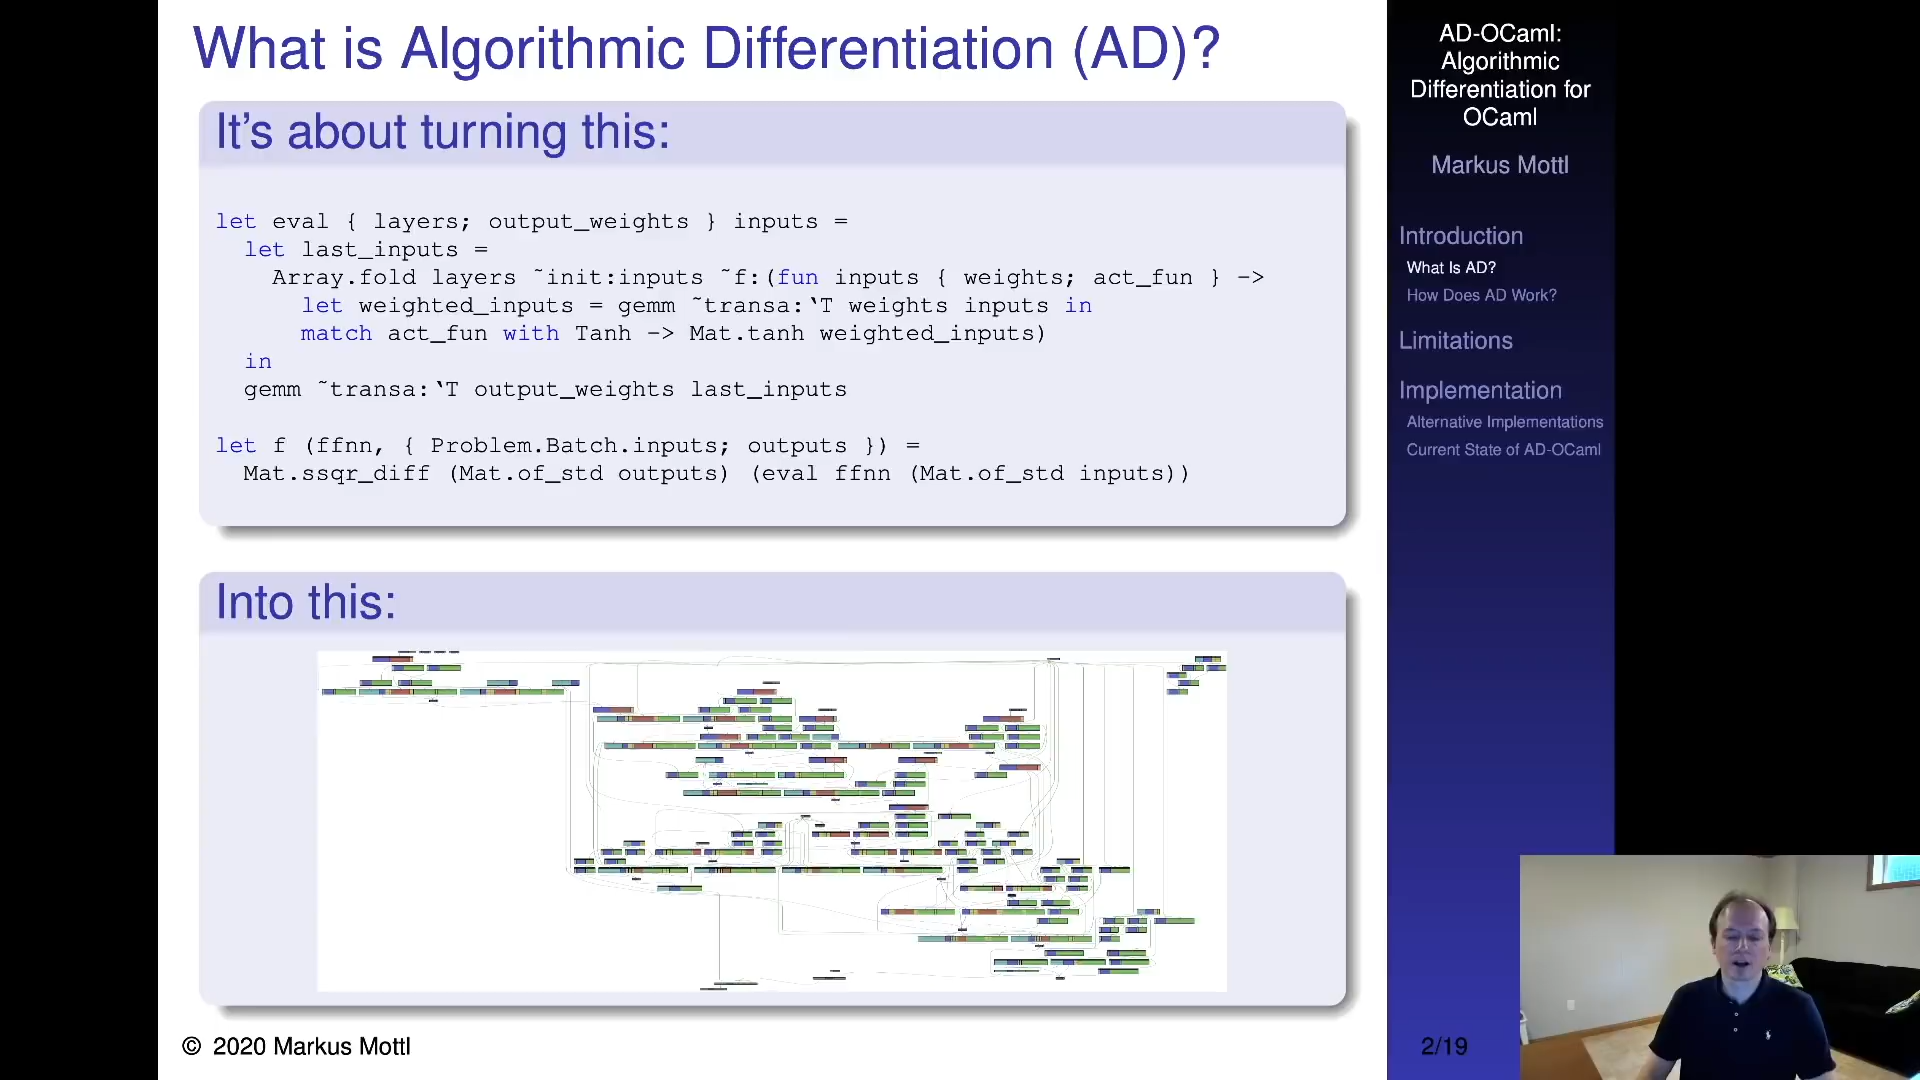 What is Algorithmic Differentiation (AD)?
It's about turning this:
let eval { layers; output_weights } inputs =
let last_inputs =
Array.fold layers ~init:inputs ~f:(fun inputs { weights; act_fun } ->
let weighted_inputs = gemm ~transa:‘T weights inputs in
match act_fun with Tanh -> Mat.tanh weighted_inputs)
in
gemm ~transa:‘T output_weights last_inputs
let f (ffnn, { Problem.Batch.inputs; outputs }) =
Mat.ssqr_diff (Mat.of_std outputs) (eval ffnn (Mat.of_std inputs))
Into this:
© 2020 Markus Mottl
AD-OCaml:
Algorithmic
Differentiation for
OCaml
Markus Mottl
Introduction
What Is AD?
How Does AD Work?
Limitations
Implementation
Alternative Implementations
Current State of AD-OCaml
2/19